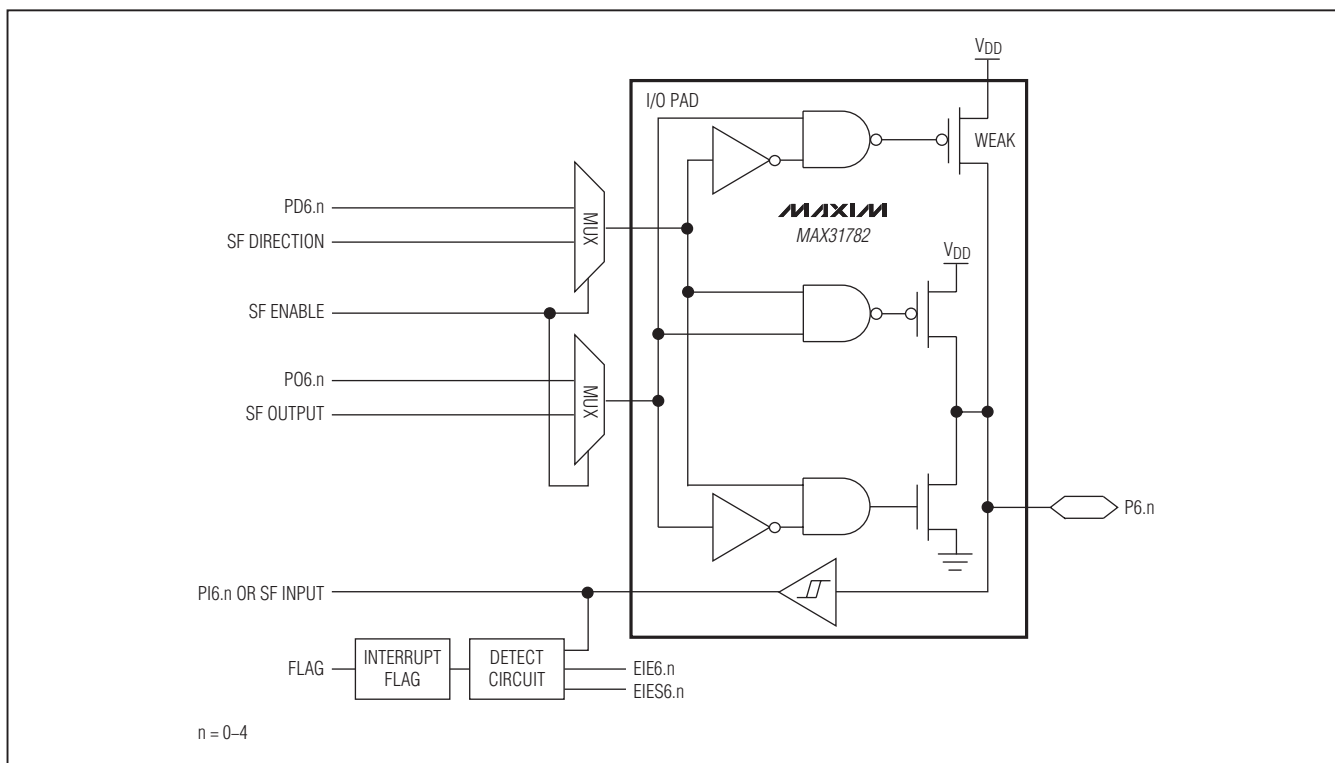 VDD
I/O PAD
WEAK
MAXIM
MAX31782
PD6.n
SF DIRECTION
MUX
VDD
SF ENABLE
PO6.n
SF OUTPUT
MUX
P6.n
PI6.n OR SF INPUT
FLAG
INTERRUPT
FLAG
DETECT
CIRCUIT
EIE6.n
EIES6.n
n = 0–4